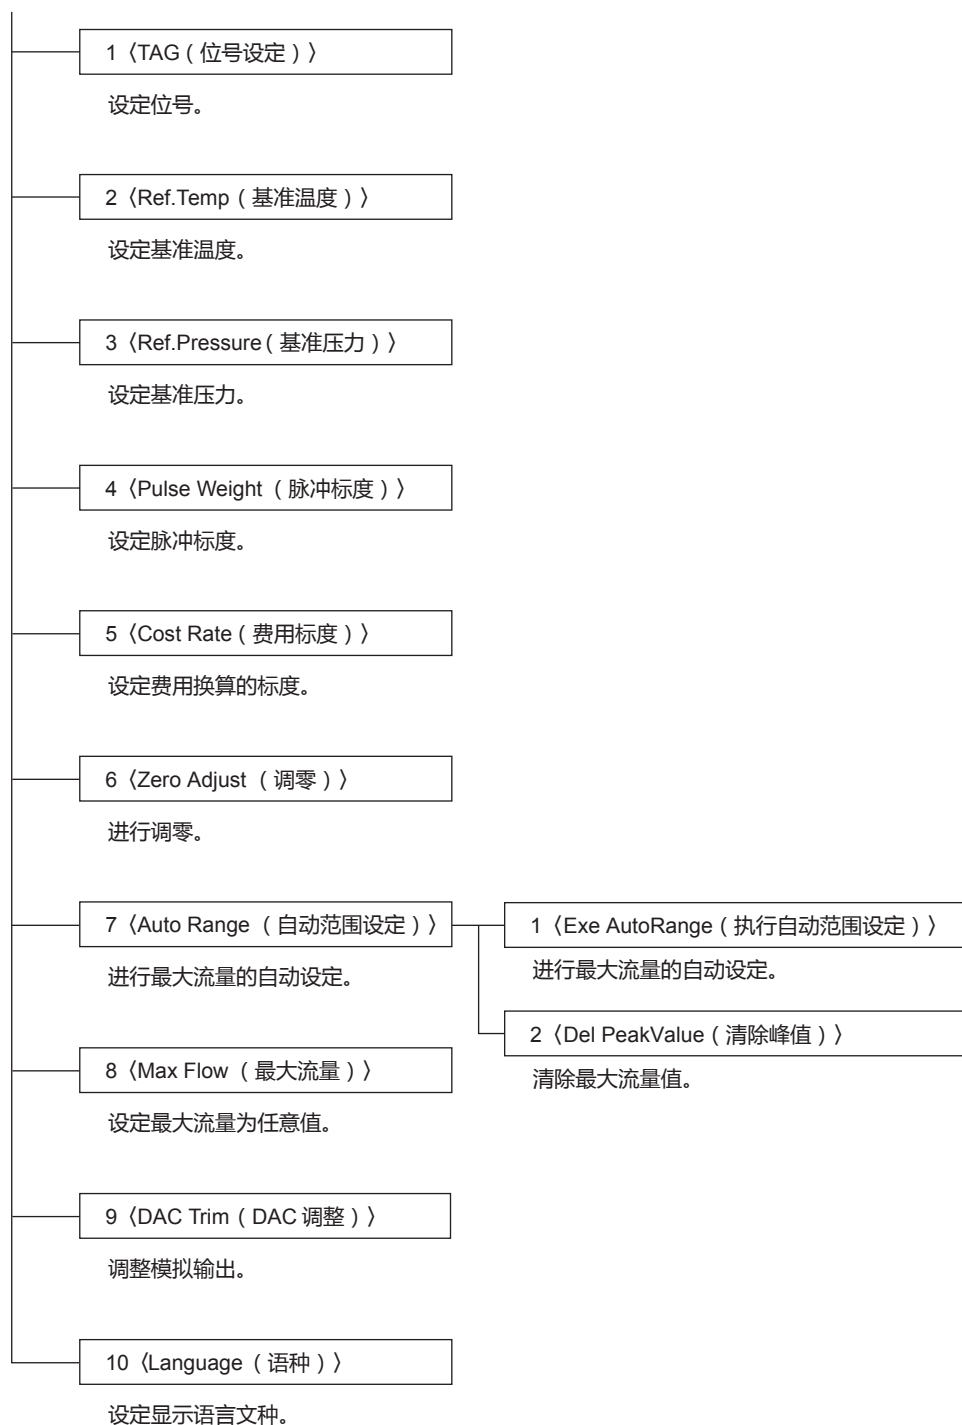 1〈TAG（位号设定）〉
设定位号。
2〈Ref.Temp（基准温度）〉
设定基准温度。
3〈Ref.Pressure（基准压力）〉
设定基准压力。
4〈Pulse Weight（脉冲标度）〉
设定脉冲标度。
5〈Cost Rate（费用标度）〉
设定费用换算的标度。
6〈Zero Adjust（调零）〉
进行调零。
7〈Auto Range（自动范围设定）〉
进行最大流量的自动设定。
1〈Exe AutoRange（执行自动范围设定）〉
进行最大流量的自动设定。
2〈Del PeakValue（清除峰值）〉
清除最大流量值。
8〈Max Flow（最大流量）〉
设定最大流量为任意值。
9〈DAC Trim（DAC 调整）〉
调整模拟输出。
10〈Language（语种）〉
设定显示语言文种。